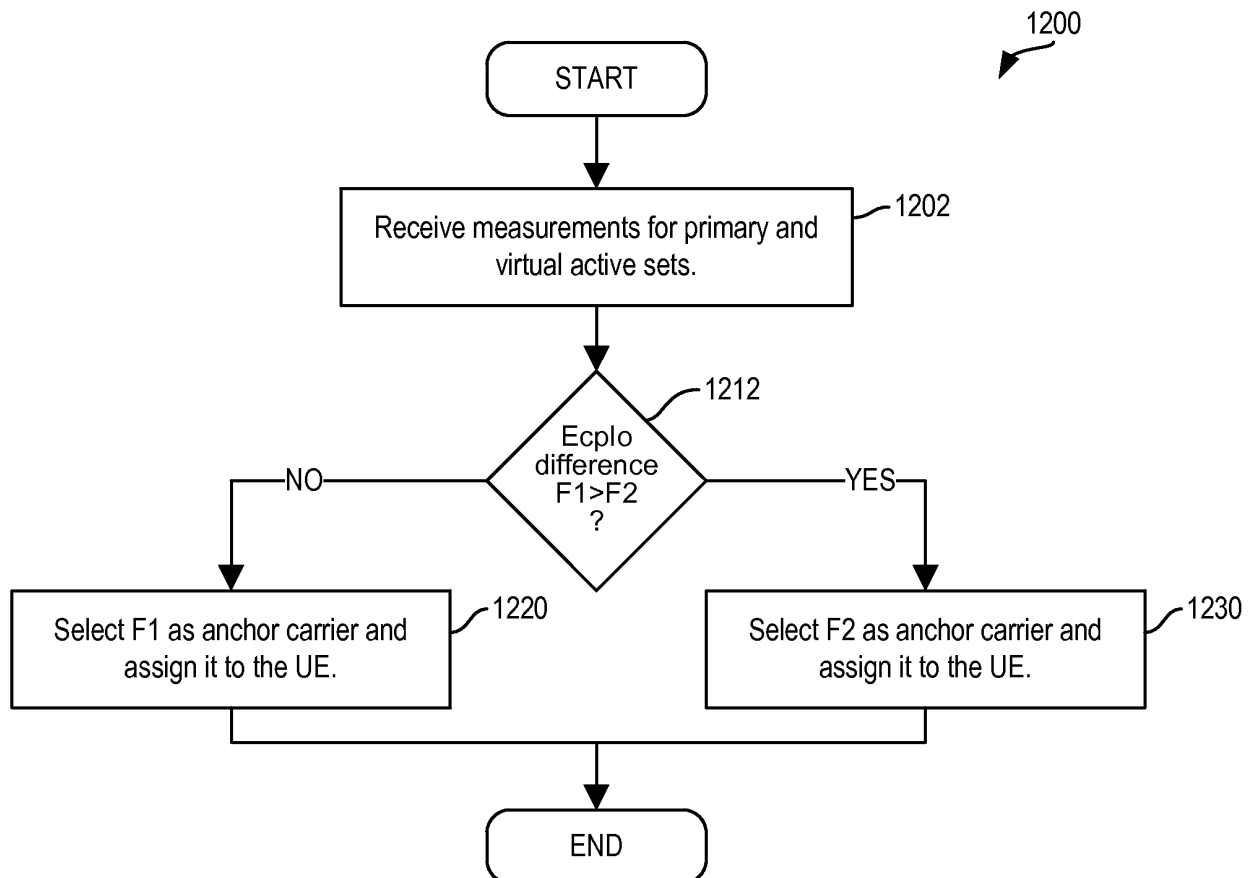 1200
START
Receive measurements for primary and
virtual active sets.
1202
EcpIo
difference
F1>F2
?
1212
NO
YES
Select F1 as anchor carrier and
assign it to the UE.
1220
Select F2 as anchor carrier and
assign it to the UE.
1230
END